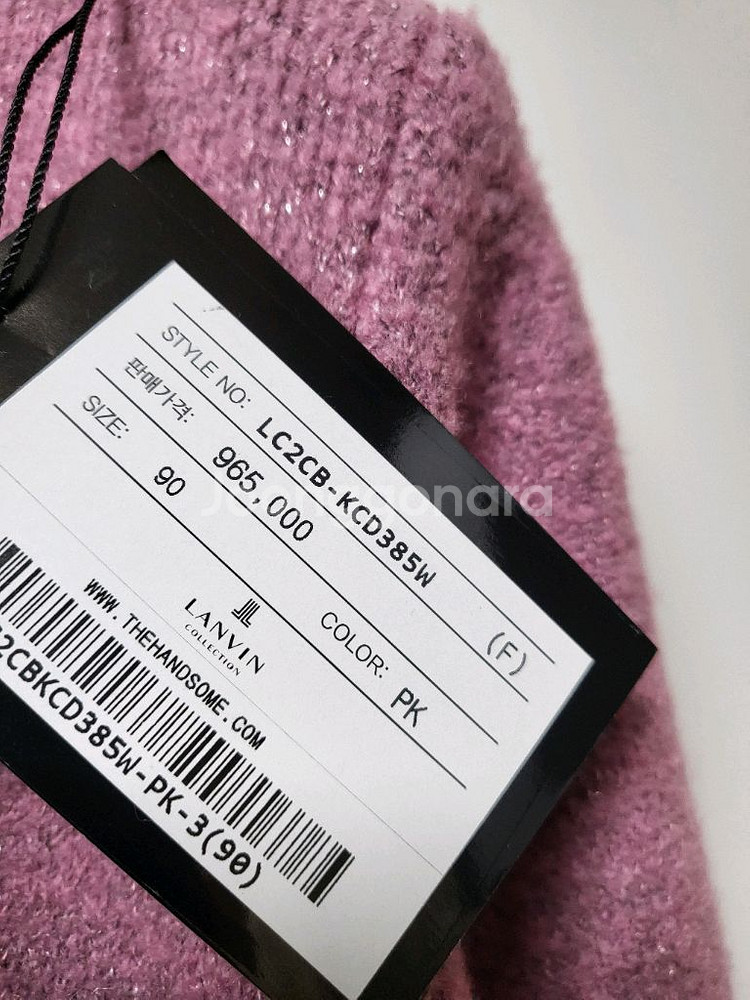 STYLE NO: LC2CB-KCD385W (F)
판매가격: 965,000
SIZE: 90 COLOR: PK
LANVIN
COLLECTION
WWW.THEHANDSOME.COM
2CBKCD385W-PK-3(90)
Joonggonara